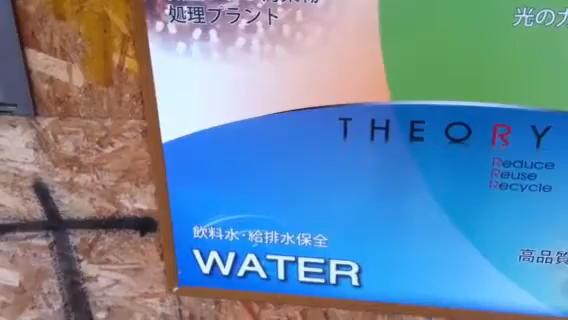 処理プラント
光の
THEORY
Reduce
Reuse
Recycle
飲料水・給排水保全
高品質
WATER